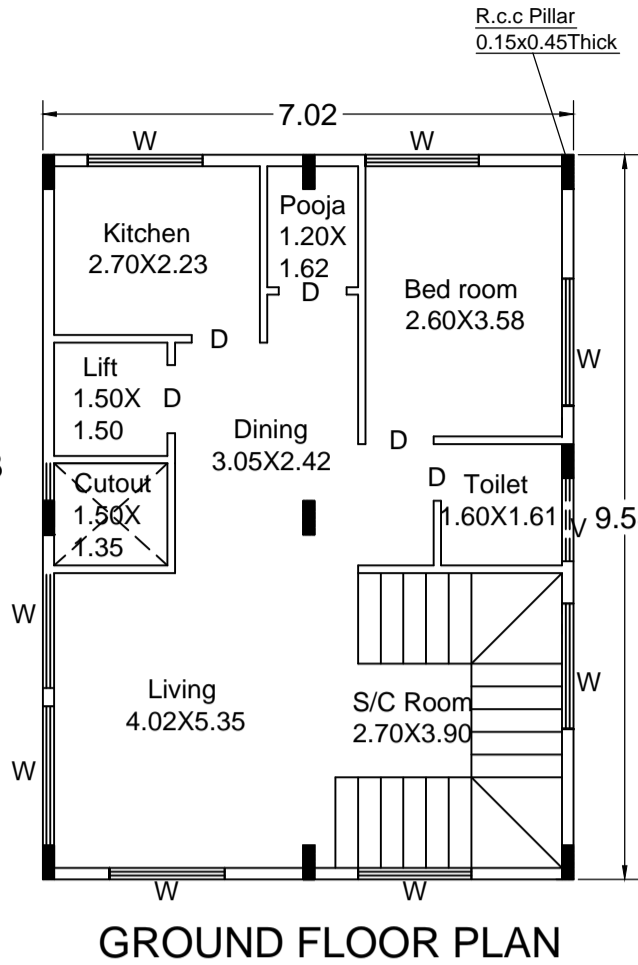 R.c.c Pillar
0.15x0.45Thick
7.02
W
W
Kitchen
2.70X2.23
Pooja
1.20X
1.62
D
Bed room
2.60X3.58
W
D
Lift
1.50X
1.50
D
Dining
3.05X2.42
D
Cutout
1.50X
1.35
D
Toilet
1.60X1.61
V
9.5
W
Living
4.02X5.35
S/C Room
2.70X3.90
W
W
W
W
GROUND FLOOR PLAN